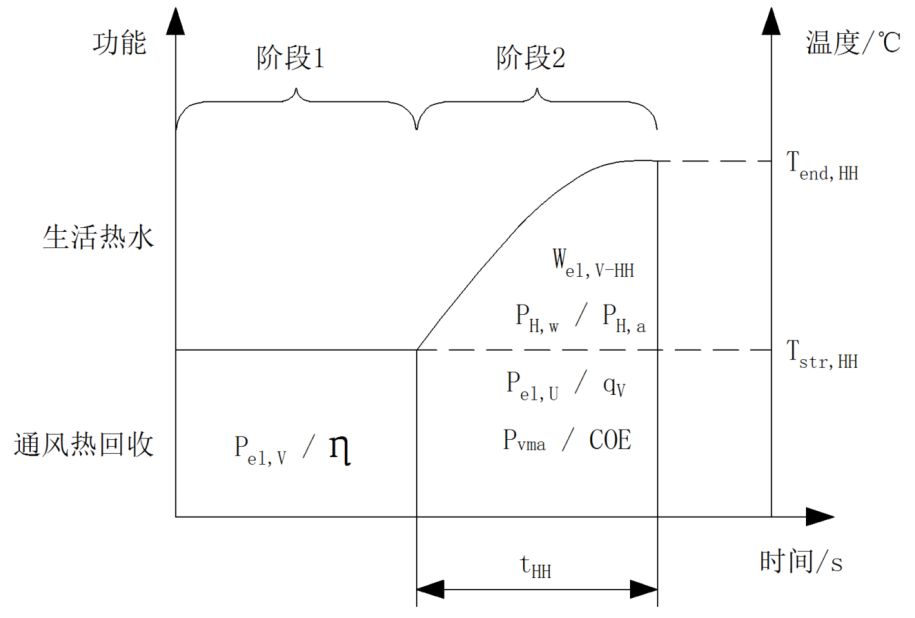 功能
阶段1
阶段2
温度/℃
T_end,HH
生活热水
W_el,V-HH
P_H,w / P_H,a
T_str,HH
P_el,U / q_V
通风热回收
P_el,V / η
P_vma / COE
时间/s
t_HH